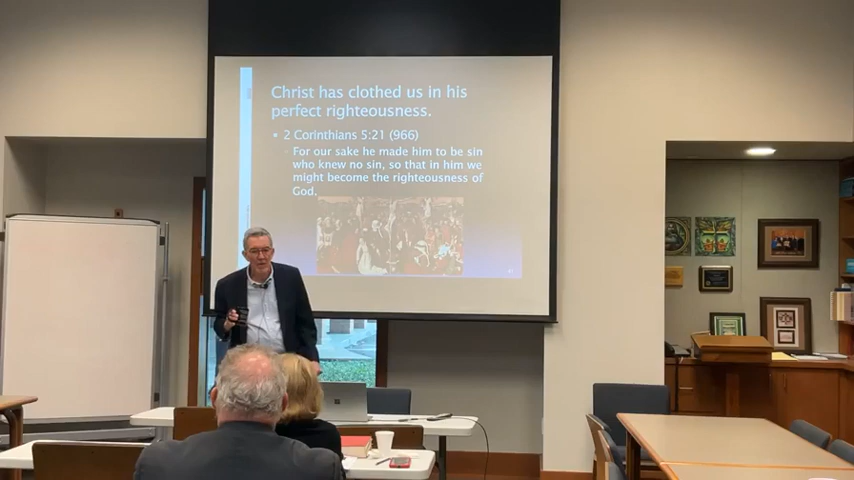 Christ has clothed us in his
perfect righteousness.
2 Corinthians 5:21 (966)
For our sake he made him to be sin
who knew no sin, so that in him we
might become the righteousness of
God.